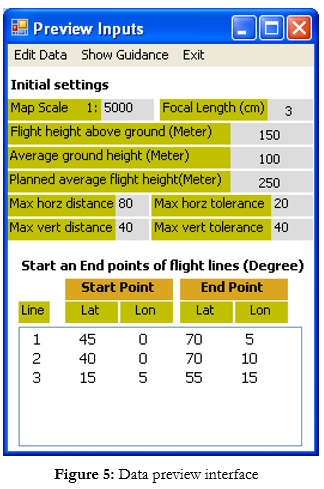 Preview Inputs
Edit Data Show Guidance Exit
Initial settings
Map Scale 1: 5000 Focal Length (cm) 3
Flight height above ground (Meter) 150
Average ground height (Meter) 100
Planned average flight height(Meter) 250
Max horz distance 80 Max horz tolerance 20
Max vert distance 40 Max vert tolerance 40
Start an End points of flight lines (Degree)
Start Point End Point
Line Lat Lon Lat Lon
1 45 0 70 5
2 40 0 70 10
3 15 5 55 15
Figure 5: Data preview interface